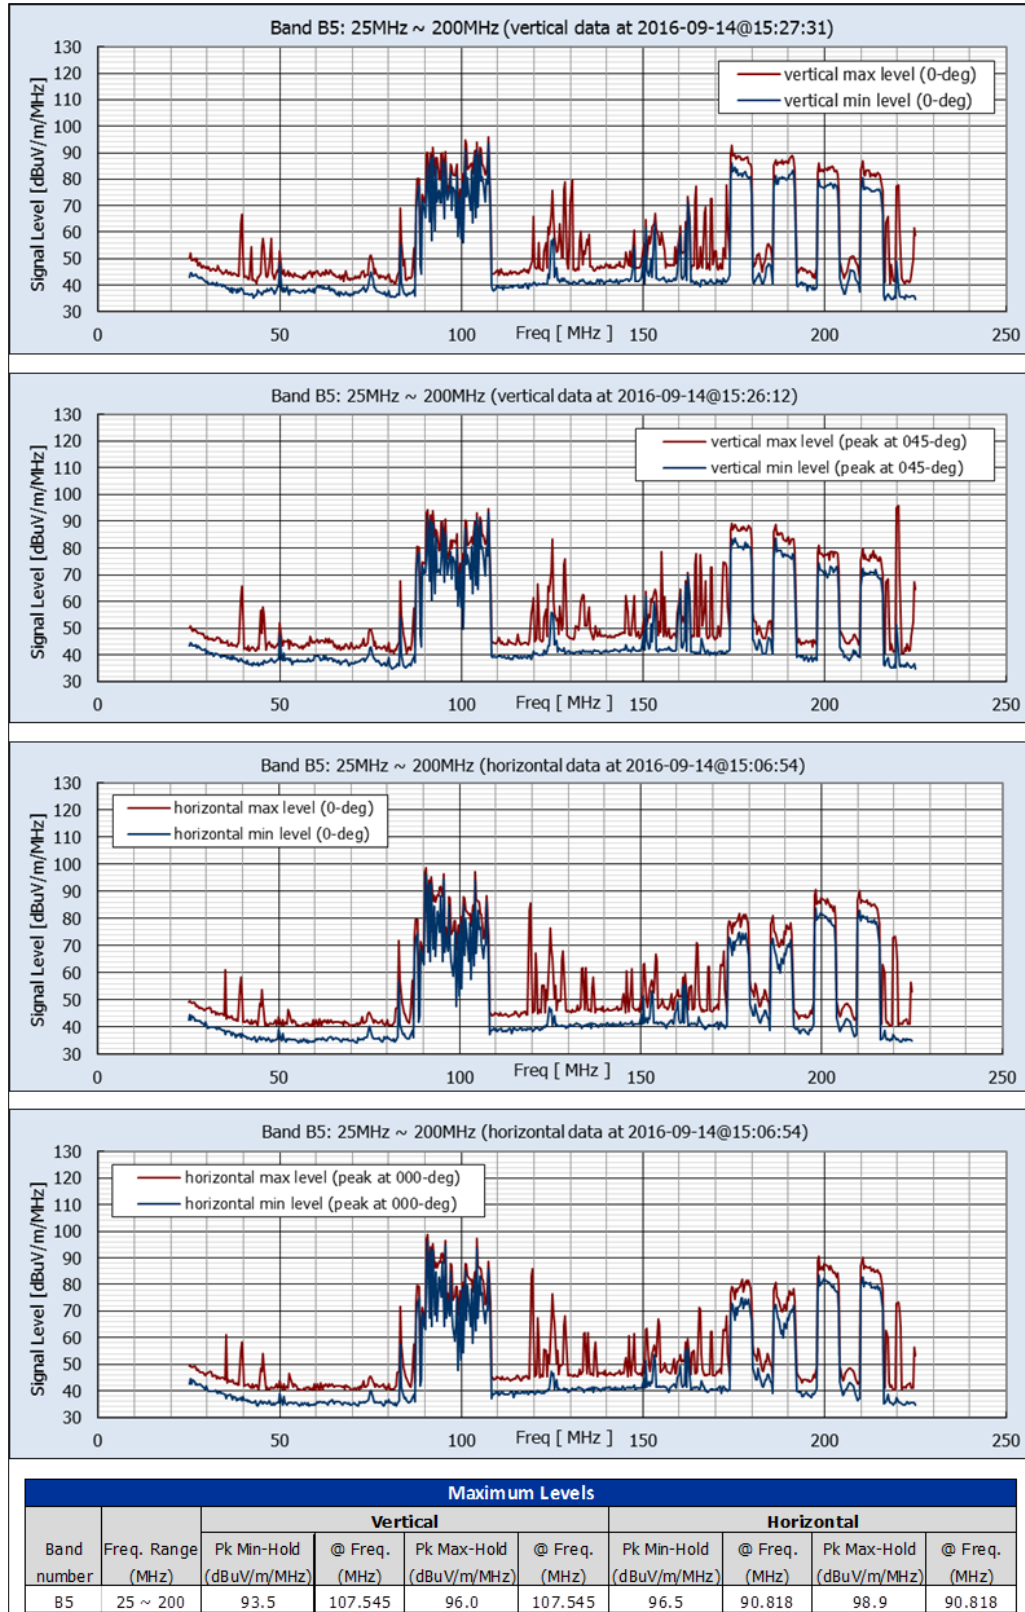 Band B5: 25MHz ~ 200MHz (vertical data at 2016-09-14@15:27:31)
Signal Level [dBuV/m/MHz]
130
120
110
100
90
80
70
60
50
40
30
vertical max level (0-deg)
vertical min level (0-deg)
0 50 100 Freq [ MHz ] 150 200 250
Band B5: 25MHz ~ 200MHz (vertical data at 2016-09-14@15:26:12)
Signal Level [dBuV/m/MHz]
130
120
110
100
90
80
70
60
50
40
30
vertical max level (peak at 045-deg)
vertical min level (peak at 045-deg)
0 50 100 Freq [ MHz ] 150 200 250
Band B5: 25MHz ~ 200MHz (horizontal data at 2016-09-14@15:06:54)
Signal Level [dBuV/m/MHz]
130
120
110
100
90
80
70
60
50
40
30
horizontal max level (0-deg)
horizontal min level (0-deg)
0 50 100 Freq [ MHz ] 150 200 250
Band B5: 25MHz ~ 200MHz (horizontal data at 2016-09-14@15:06:54)
Signal Level [dBuV/m/MHz]
130
120
110
100
90
80
70
60
50
40
30
horizontal max level (peak at 000-deg)
horizontal min level (peak at 000-deg)
0 50 100 Freq [ MHz ] 150 200 250
Maximum Levels
Vertical Horizontal
Band Freq. Range Pk Min-Hold @ Freq. Pk Max-Hold @ Freq. Pk Min-Hold @ Freq. Pk Max-Hold @ Freq.
number (MHz) (dBuV/m/MHz) (MHz) (dBuV/m/MHz) (MHz) (dBuV/m/MHz) (MHz) (dBuV/m/MHz) (MHz)
B5 25 ~ 200 93.5 107.545 96.0 107.545 96.5 90.818 98.9 90.818